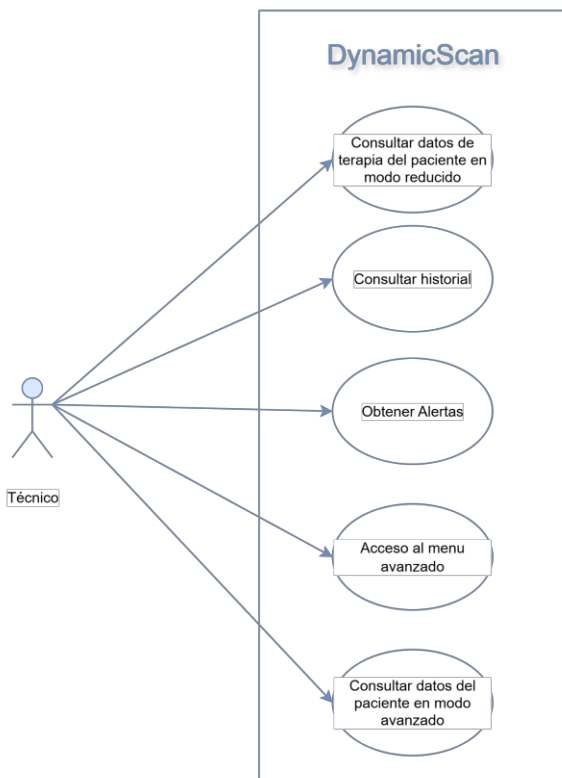 DynamicScan
Consultar datos de
terapia del paciente en
modo reducido
Consultar historial
Obtener Alertas
Técnico
Acceso al menu
avanzado
Consultar datos del
paciente en modo
avanzado